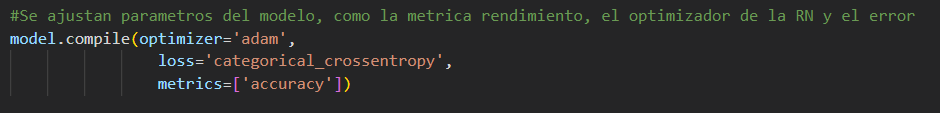 #Se ajustan parametros del modelo, como la metrica rendimiento, el optimizador de la RN y el error
model.compile(optimizer='adam',
loss='categorical_crossentropy',
metrics=['accuracy'])